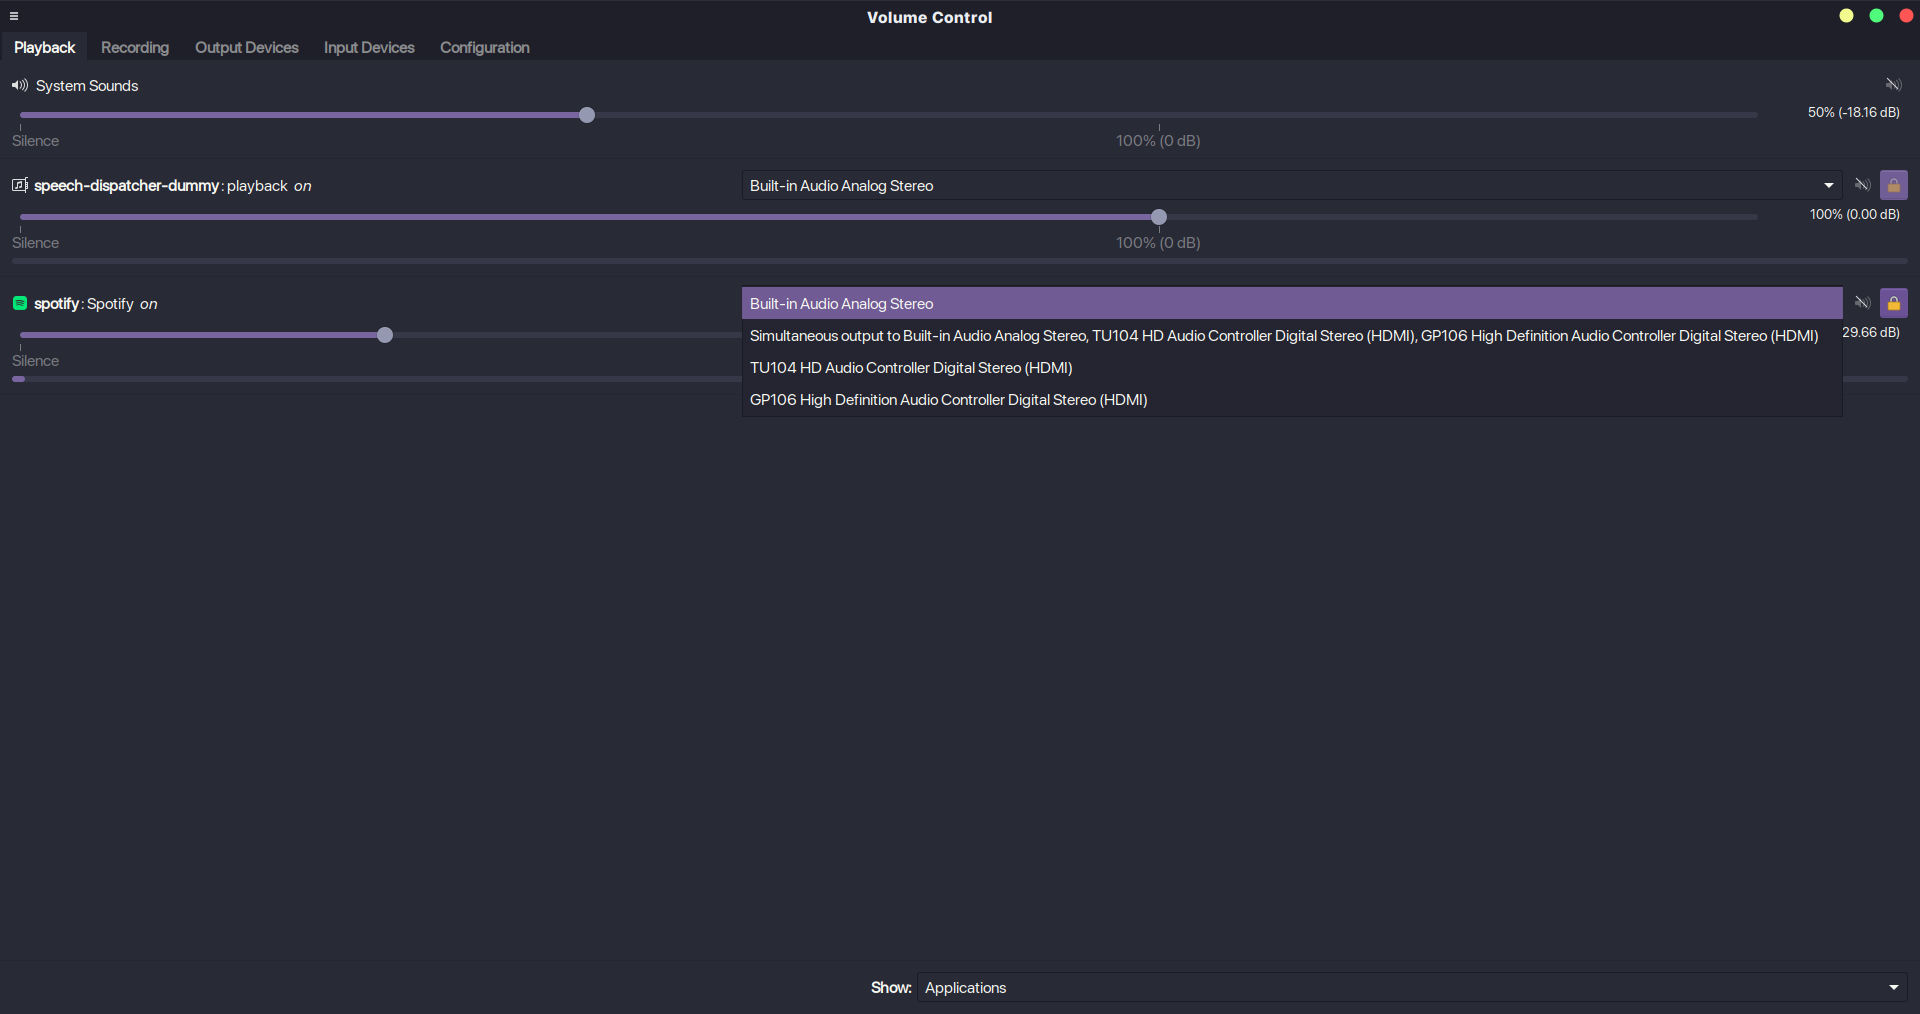 Volume Control
Playback Recording Output Devices Input Devices Configuration
System Sounds
50% (-18.16 dB)
Silence 100% (0 dB)
speech-dispatcher-dummy: playback on Built-in Audio Analog Stereo
100% (0.00 dB)
Silence 100% (0 dB)
spotify: Spotify on Built-in Audio Analog Stereo
Simultaneous output to Built-in Audio Analog Stereo, TU104 HD Audio Controller Digital Stereo (HDMI), GP106 High Definition Audio Controller Digital Stereo (HDMI) 29.66 dB)
Silence TU104 HD Audio Controller Digital Stereo (HDMI)
GP106 High Definition Audio Controller Digital Stereo (HDMI)
Show: Applications